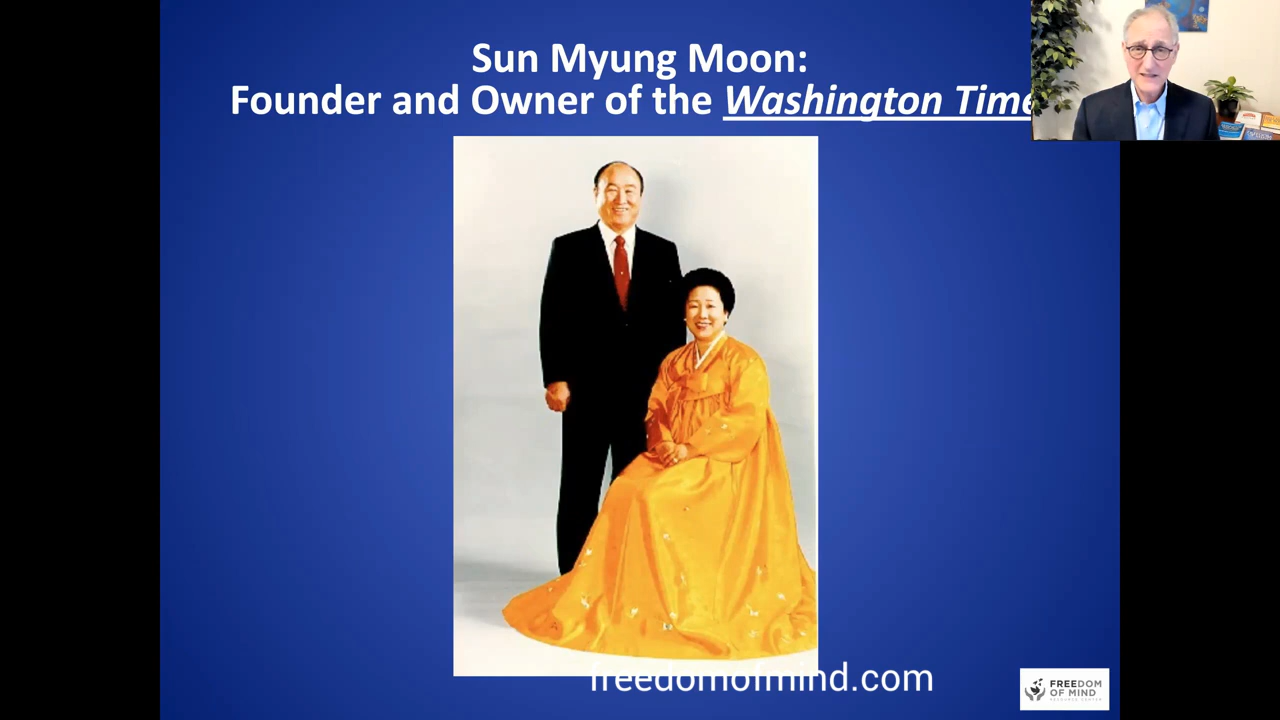 Sun Myung Moon:
Founder and Owner of the Washington Time
freedomofmind.com
FREEDOM
OF MIND